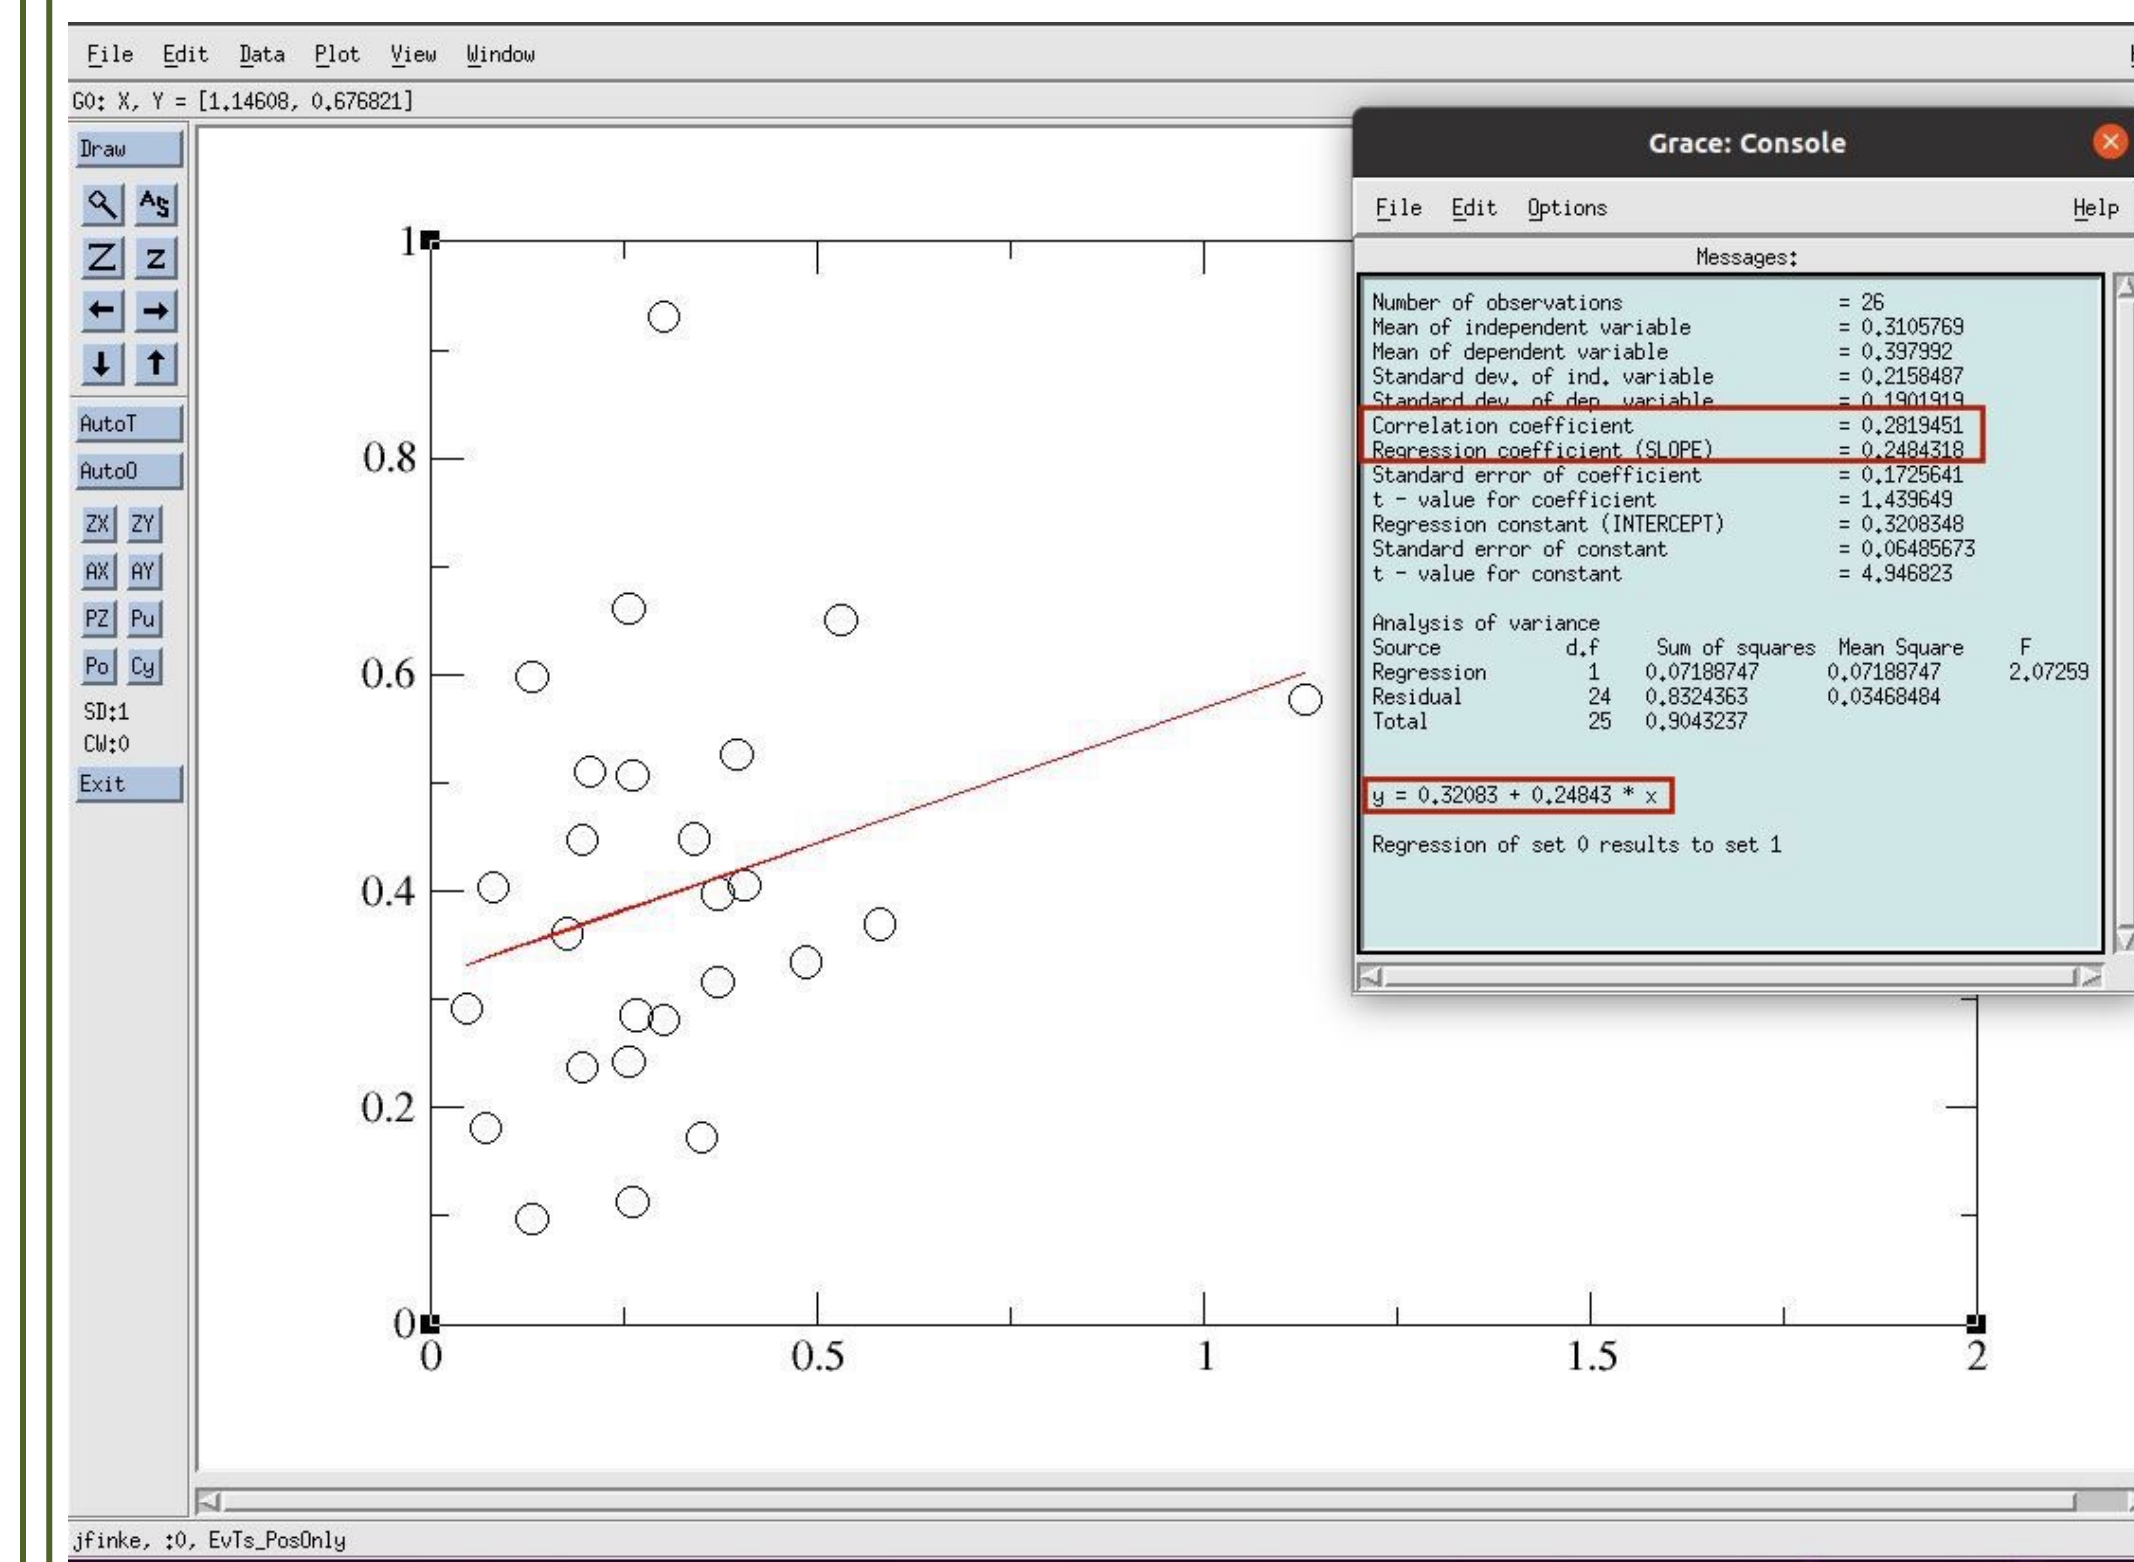 File Edit Data Plot View Window
G0: X, Y = [1.14608, 0.676821]
Draw
AS
Z z
AutoT
AutoO
ZX ZY
AX AY
PZ Pu
Po Cy
SD:1
CW:0
Exit
1
0.8
0.6
0.4
0.2
0
0 0.5 1 1.5 2
Grace: Console
File Edit Options Help
Messages:
Number of observations = 26
Mean of independent variable = 0.3105769
Mean of dependent variable = 0.397992
Standard dev. of ind. variable = 0.2158487
Standard dev. of dep. variable = 0.1901919
Correlation coefficient = 0.2819451
Regression coefficient (SLOPE) = 0.2484318
Standard error of coefficient = 0.1725641
t - value for coefficient = 1.439649
Regression constant (INTERCEPT) = 0.3208348
Standard error of constant = 0.06485673
t - value for constant = 4.946823
Analysis of variance
Source d.f Sum of squares Mean Square F
Regression 1 0.07188747 0.07188747 2.07259
Residual 24 0.8324363 0.03468484
Total 25 0.9043237
y = 0.32083 + 0.24843 * x
Regression of set 0 results to set 1
jfinke, :0, EvTs_PosOnly